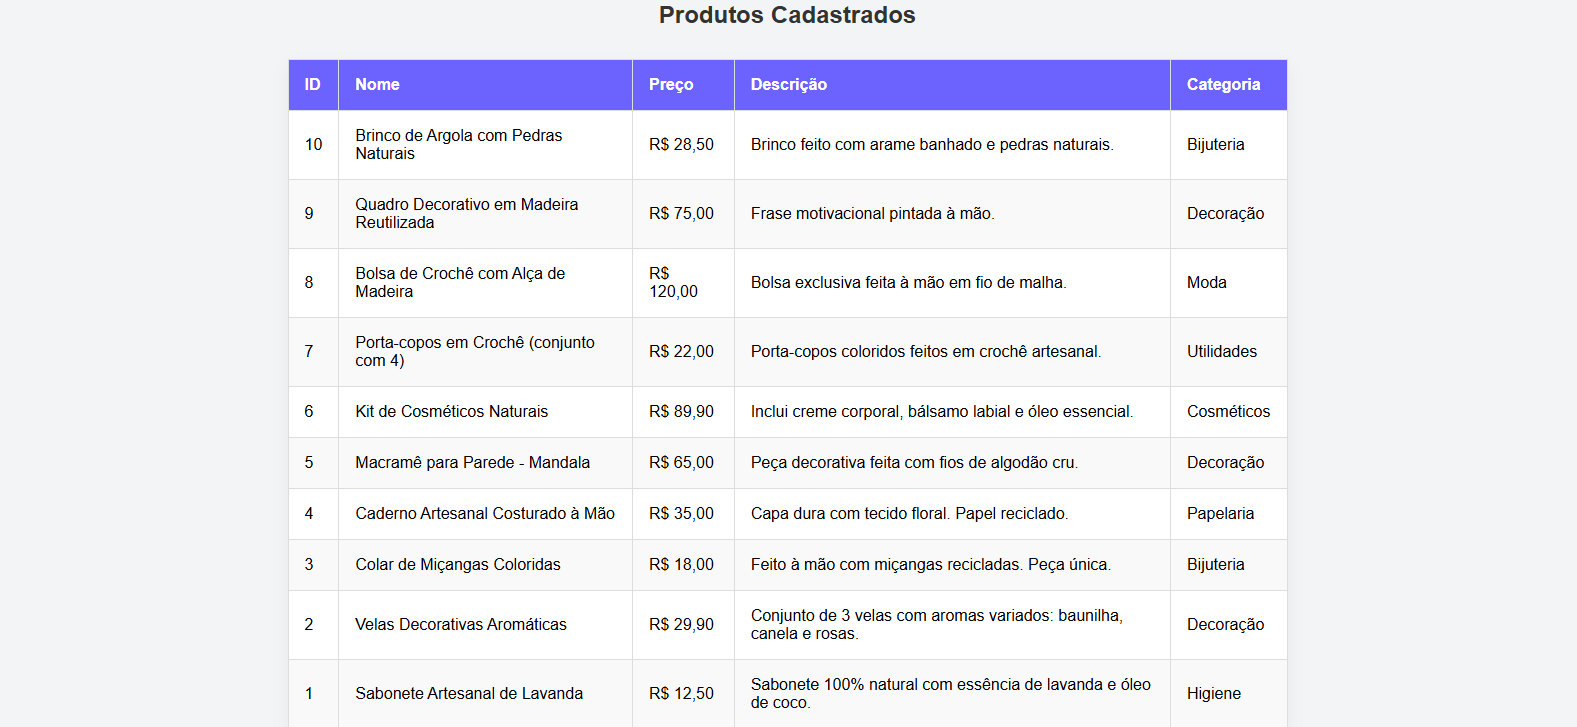 Produtos Cadastrados
ID Nome Preço Descrição Categoria
10 Brinco de Argola com Pedras Naturais R$ 28,50 Brinco feito com arame banhado e pedras naturais. Bijuteria
9 Quadro Decorativo em Madeira Reutilizada R$ 75,00 Frase motivacional pintada à mão. Decoração
8 Bolsa de Crochê com Alça de Madeira R$ 120,00 Bolsa exclusiva feita à mão em fio de malha. Moda
7 Porta-copos em Crochê (conjunto com 4) R$ 22,00 Porta-copos coloridos feitos em crochê artesanal. Utilidades
6 Kit de Cosméticos Naturais R$ 89,90 Inclui creme corporal, bálsamo labial e óleo essencial. Cosméticos
5 Macramê para Parede - Mandala R$ 65,00 Peça decorativa feita com fios de algodão cru. Decoração
4 Caderno Artesanal Costurado à Mão R$ 35,00 Capa dura com tecido floral. Papel reciclado. Papelaria
3 Colar de Miçangas Coloridas R$ 18,00 Feito à mão com miçangas recicladas. Peça única. Bijuteria
2 Velas Decorativas Aromáticas R$ 29,90 Conjunto de 3 velas com aromas variados: baunilha, canela e rosas. Decoração
1 Sabonete Artesanal de Lavanda R$ 12,50 Sabonete 100% natural com essência de lavanda e óleo de coco. Higiene